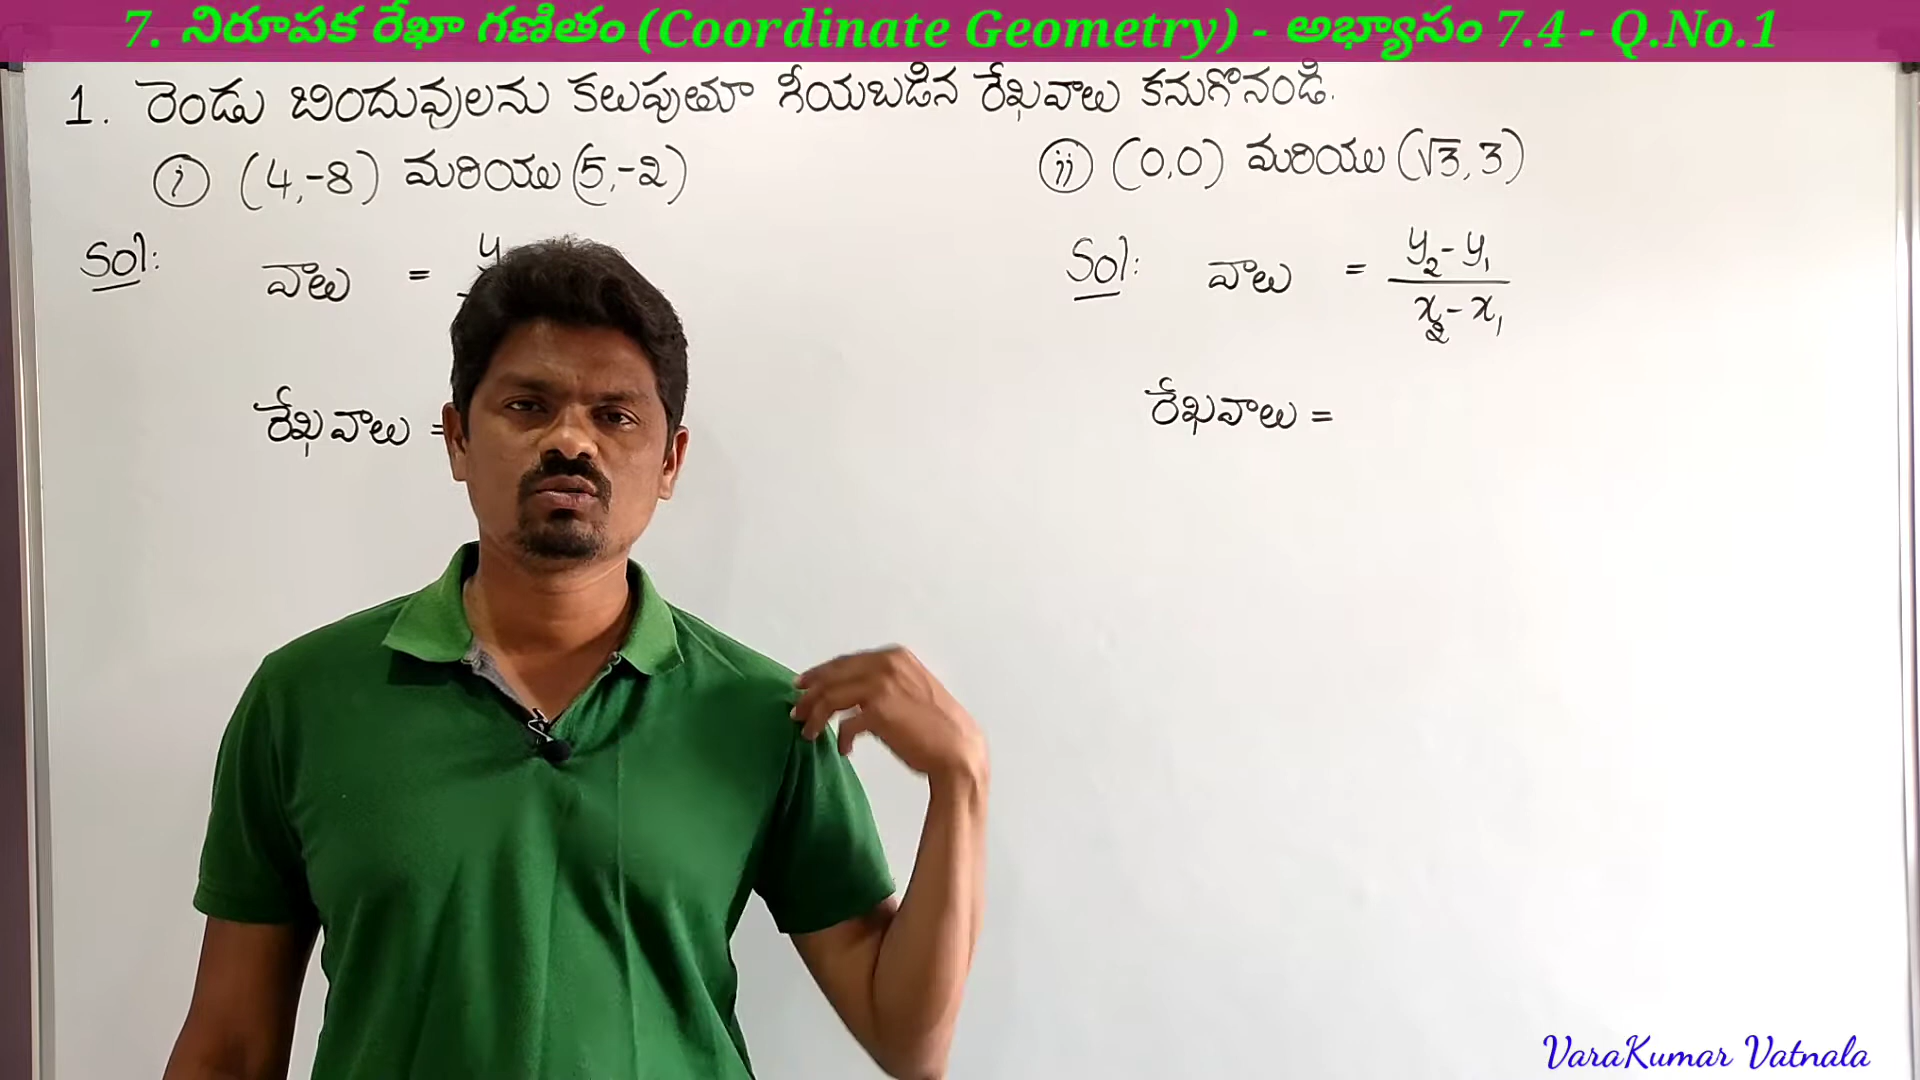 7. నిరూపక రేఖా గణితం (Coordinate Geometry) - అభ్యాసం 7.4 - Q.No.1
1. రెండు బిందువులను కలుపుతూ గీయబడిన రేఖవాలు కనుగొనండి.
(i) (4,-8) మరియు (5,-2)
(ii) (0,0) మరియు (√3, 3)
Sol: వాలు = y
Sol: వాలు = y₂ - y₁ / x₂ - x₁
రేఖవాలు =
రేఖవాలు =
VaraKumar Vatnala